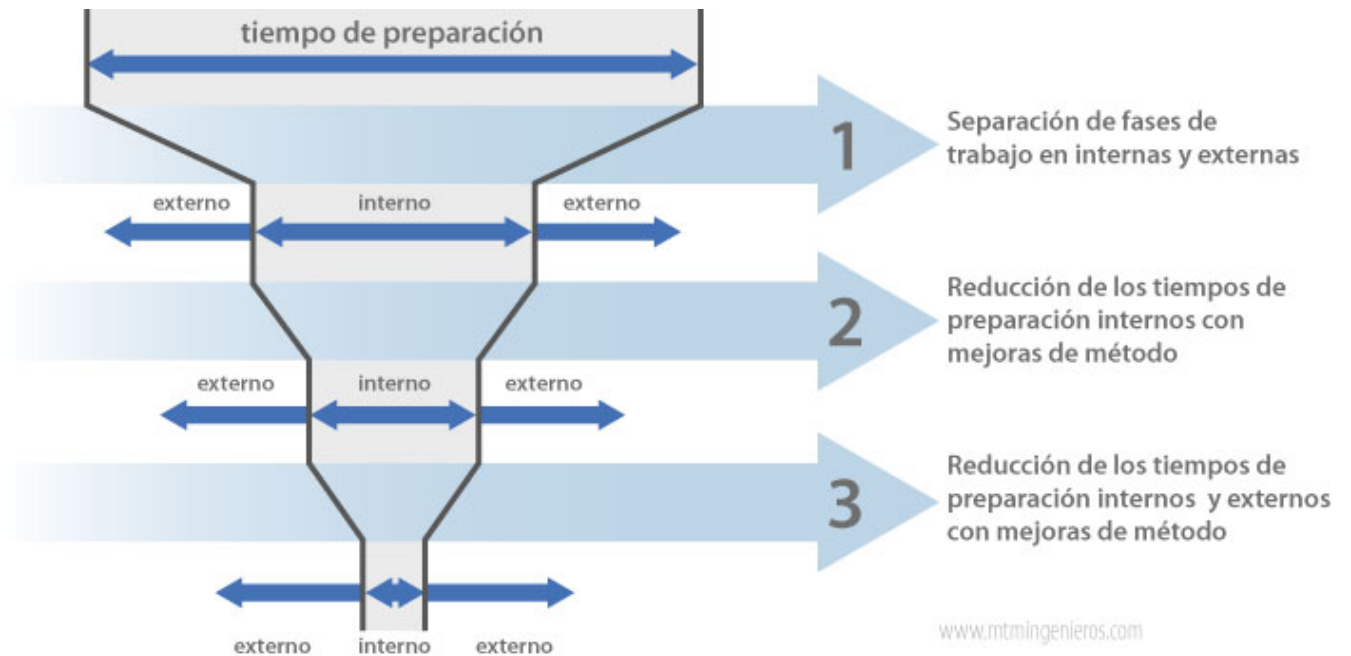 tiempo de preparación
1
Separación de fases de
trabajo en internas y externas
externo interno externo
2
Reducción de los tiempos de
preparación internos con
mejoras de método
externo interno externo
3
Reducción de los tiempos de
preparación internos y externos
con mejoras de método
externo interno externo
www.mtmingenieros.com